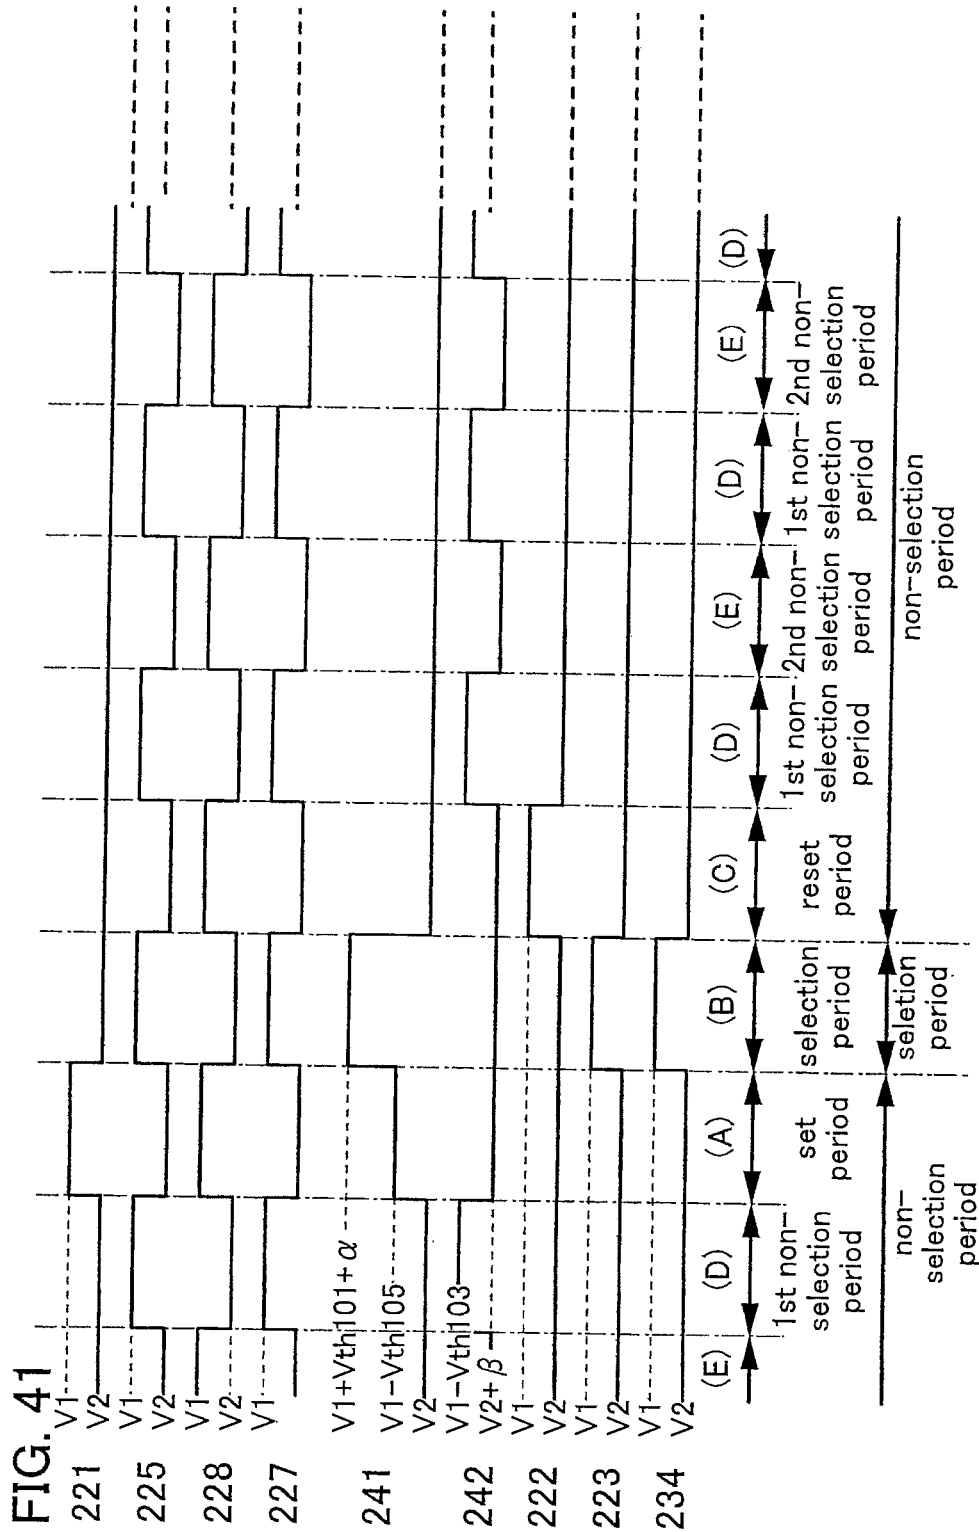 FIG. 41
221
V1
V2
225
V1
V2
228
V1
V2
227
V1
241
V1+Vth101+α
V1-Vth105
V2
242
V1-Vth103
V2+β
222
V1
V2
223
V1
V2
234
V1
V2
(E)
(D)
(A)
(B)
(C)
(D)
(E)
(D)
(E)
(D)
1st non-
selection
period
set
period
selection
period
reset
period
1st non-
selection
period
2nd non-
selection
period
1st non-
selection
period
2nd non-
selection
period
non-
selection
period
seletion
period
non-selection
period